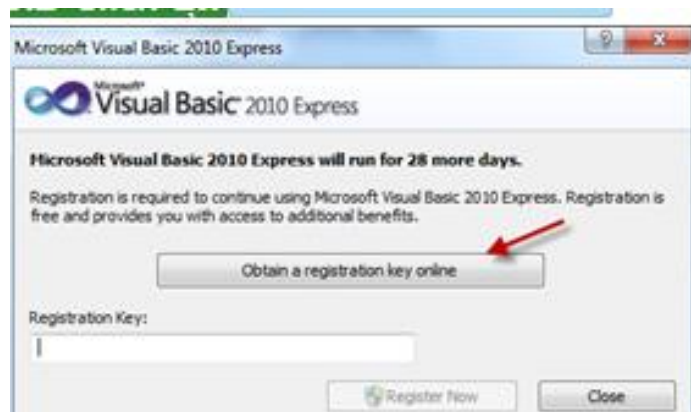 Microsoft Visual Basic 2010 Express
Microsoft
Visual Basic 2010 Express
Microsoft Visual Basic 2010 Express will run for 28 more days.
Registration is required to continue using Microsoft Visual Basic 2010 Express. Registration is
free and provides you with access to additional benefits.
Obtain a registration key online
Registration Key:
Register Now
Close